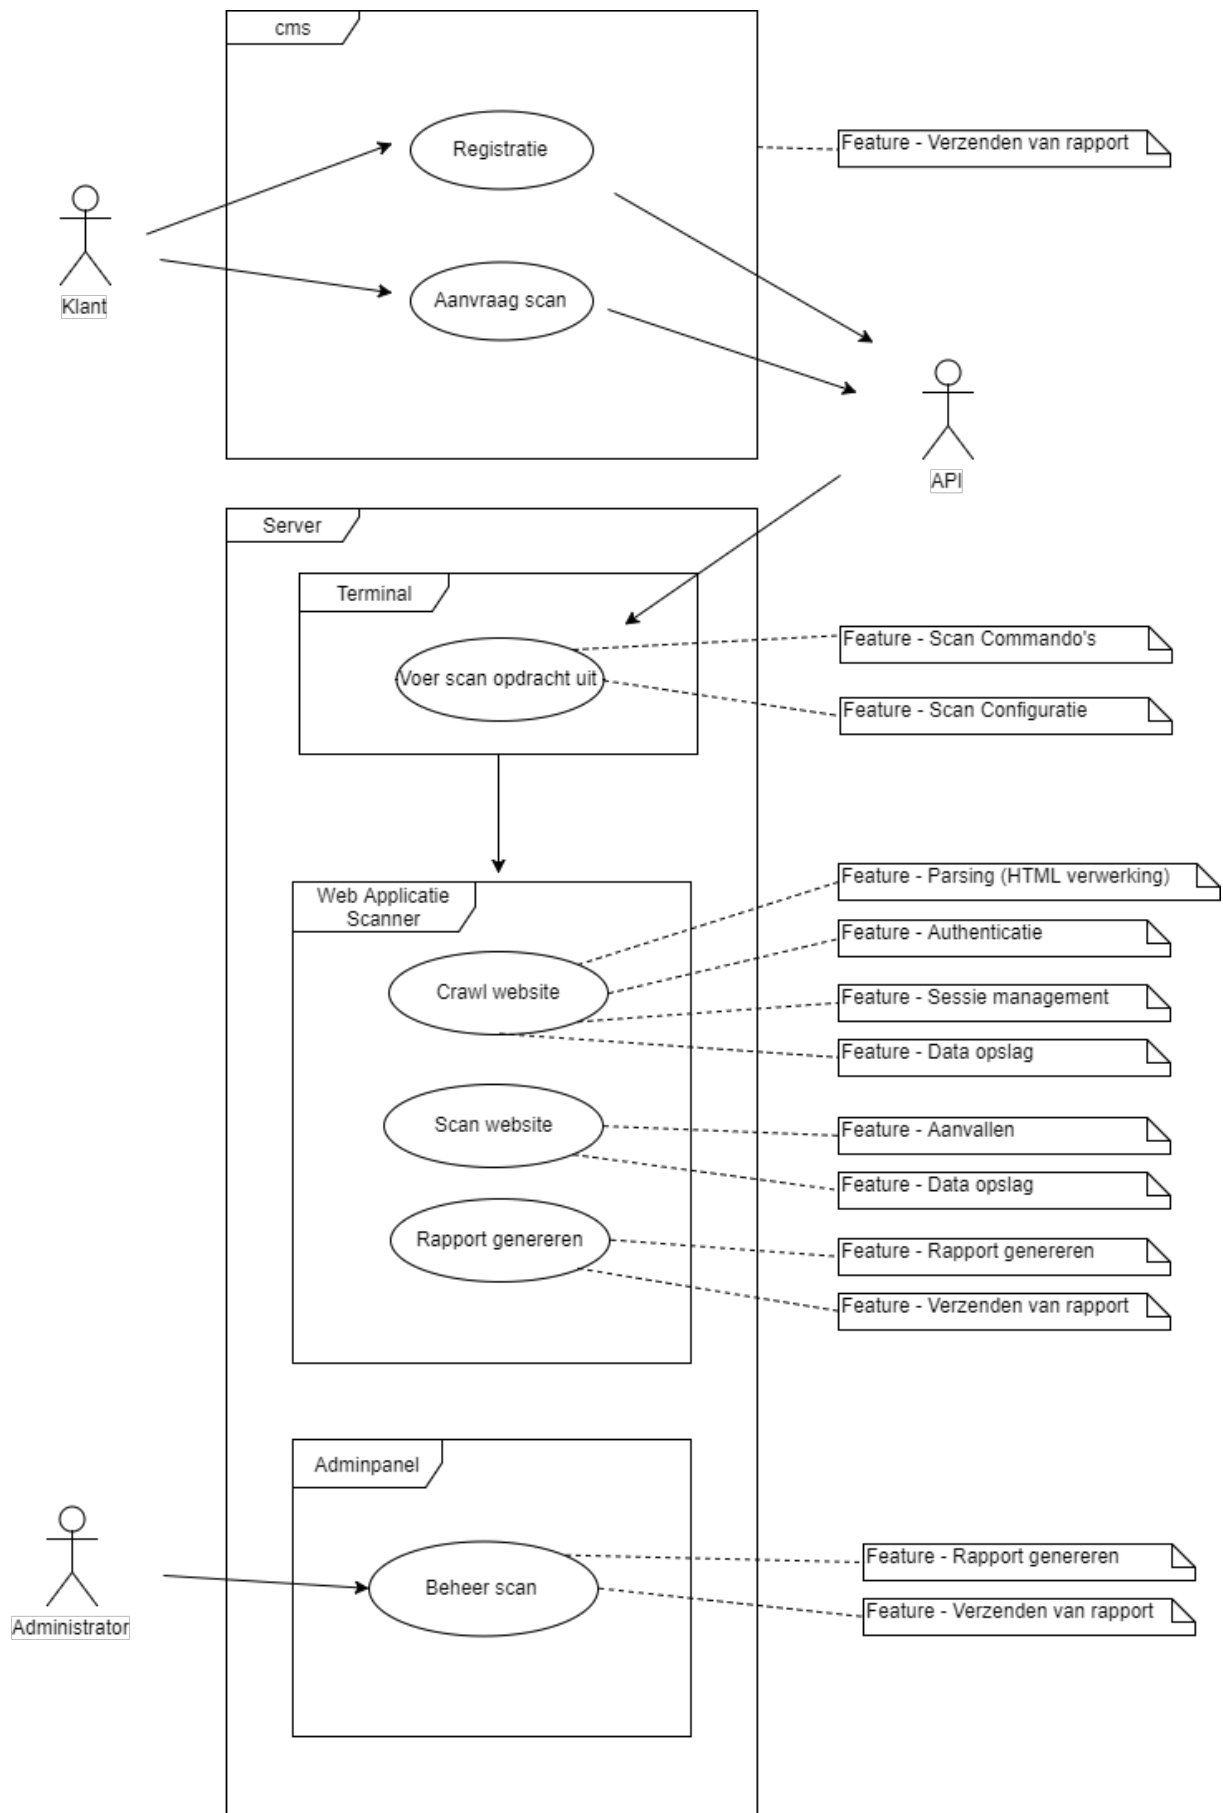 cms
Registratie
Feature - Verzenden van rapport
Klant
Aanvraag scan
API
Server
Terminal
Voer scan opdracht uit
Feature - Scan Commando's
Feature - Scan Configuratie
Web Applicatie
Scanner
Feature - Parsing (HTML verwerking)
Feature - Authenticatie
Crawl website
Feature - Sessie management
Feature - Data opslag
Scan website
Feature - Aanvallen
Feature - Data opslag
Rapport genereren
Feature - Rapport genereren
Feature - Verzenden van rapport
Adminpanel
Administrator
Beheer scan
Feature - Rapport genereren
Feature - Verzenden van rapport